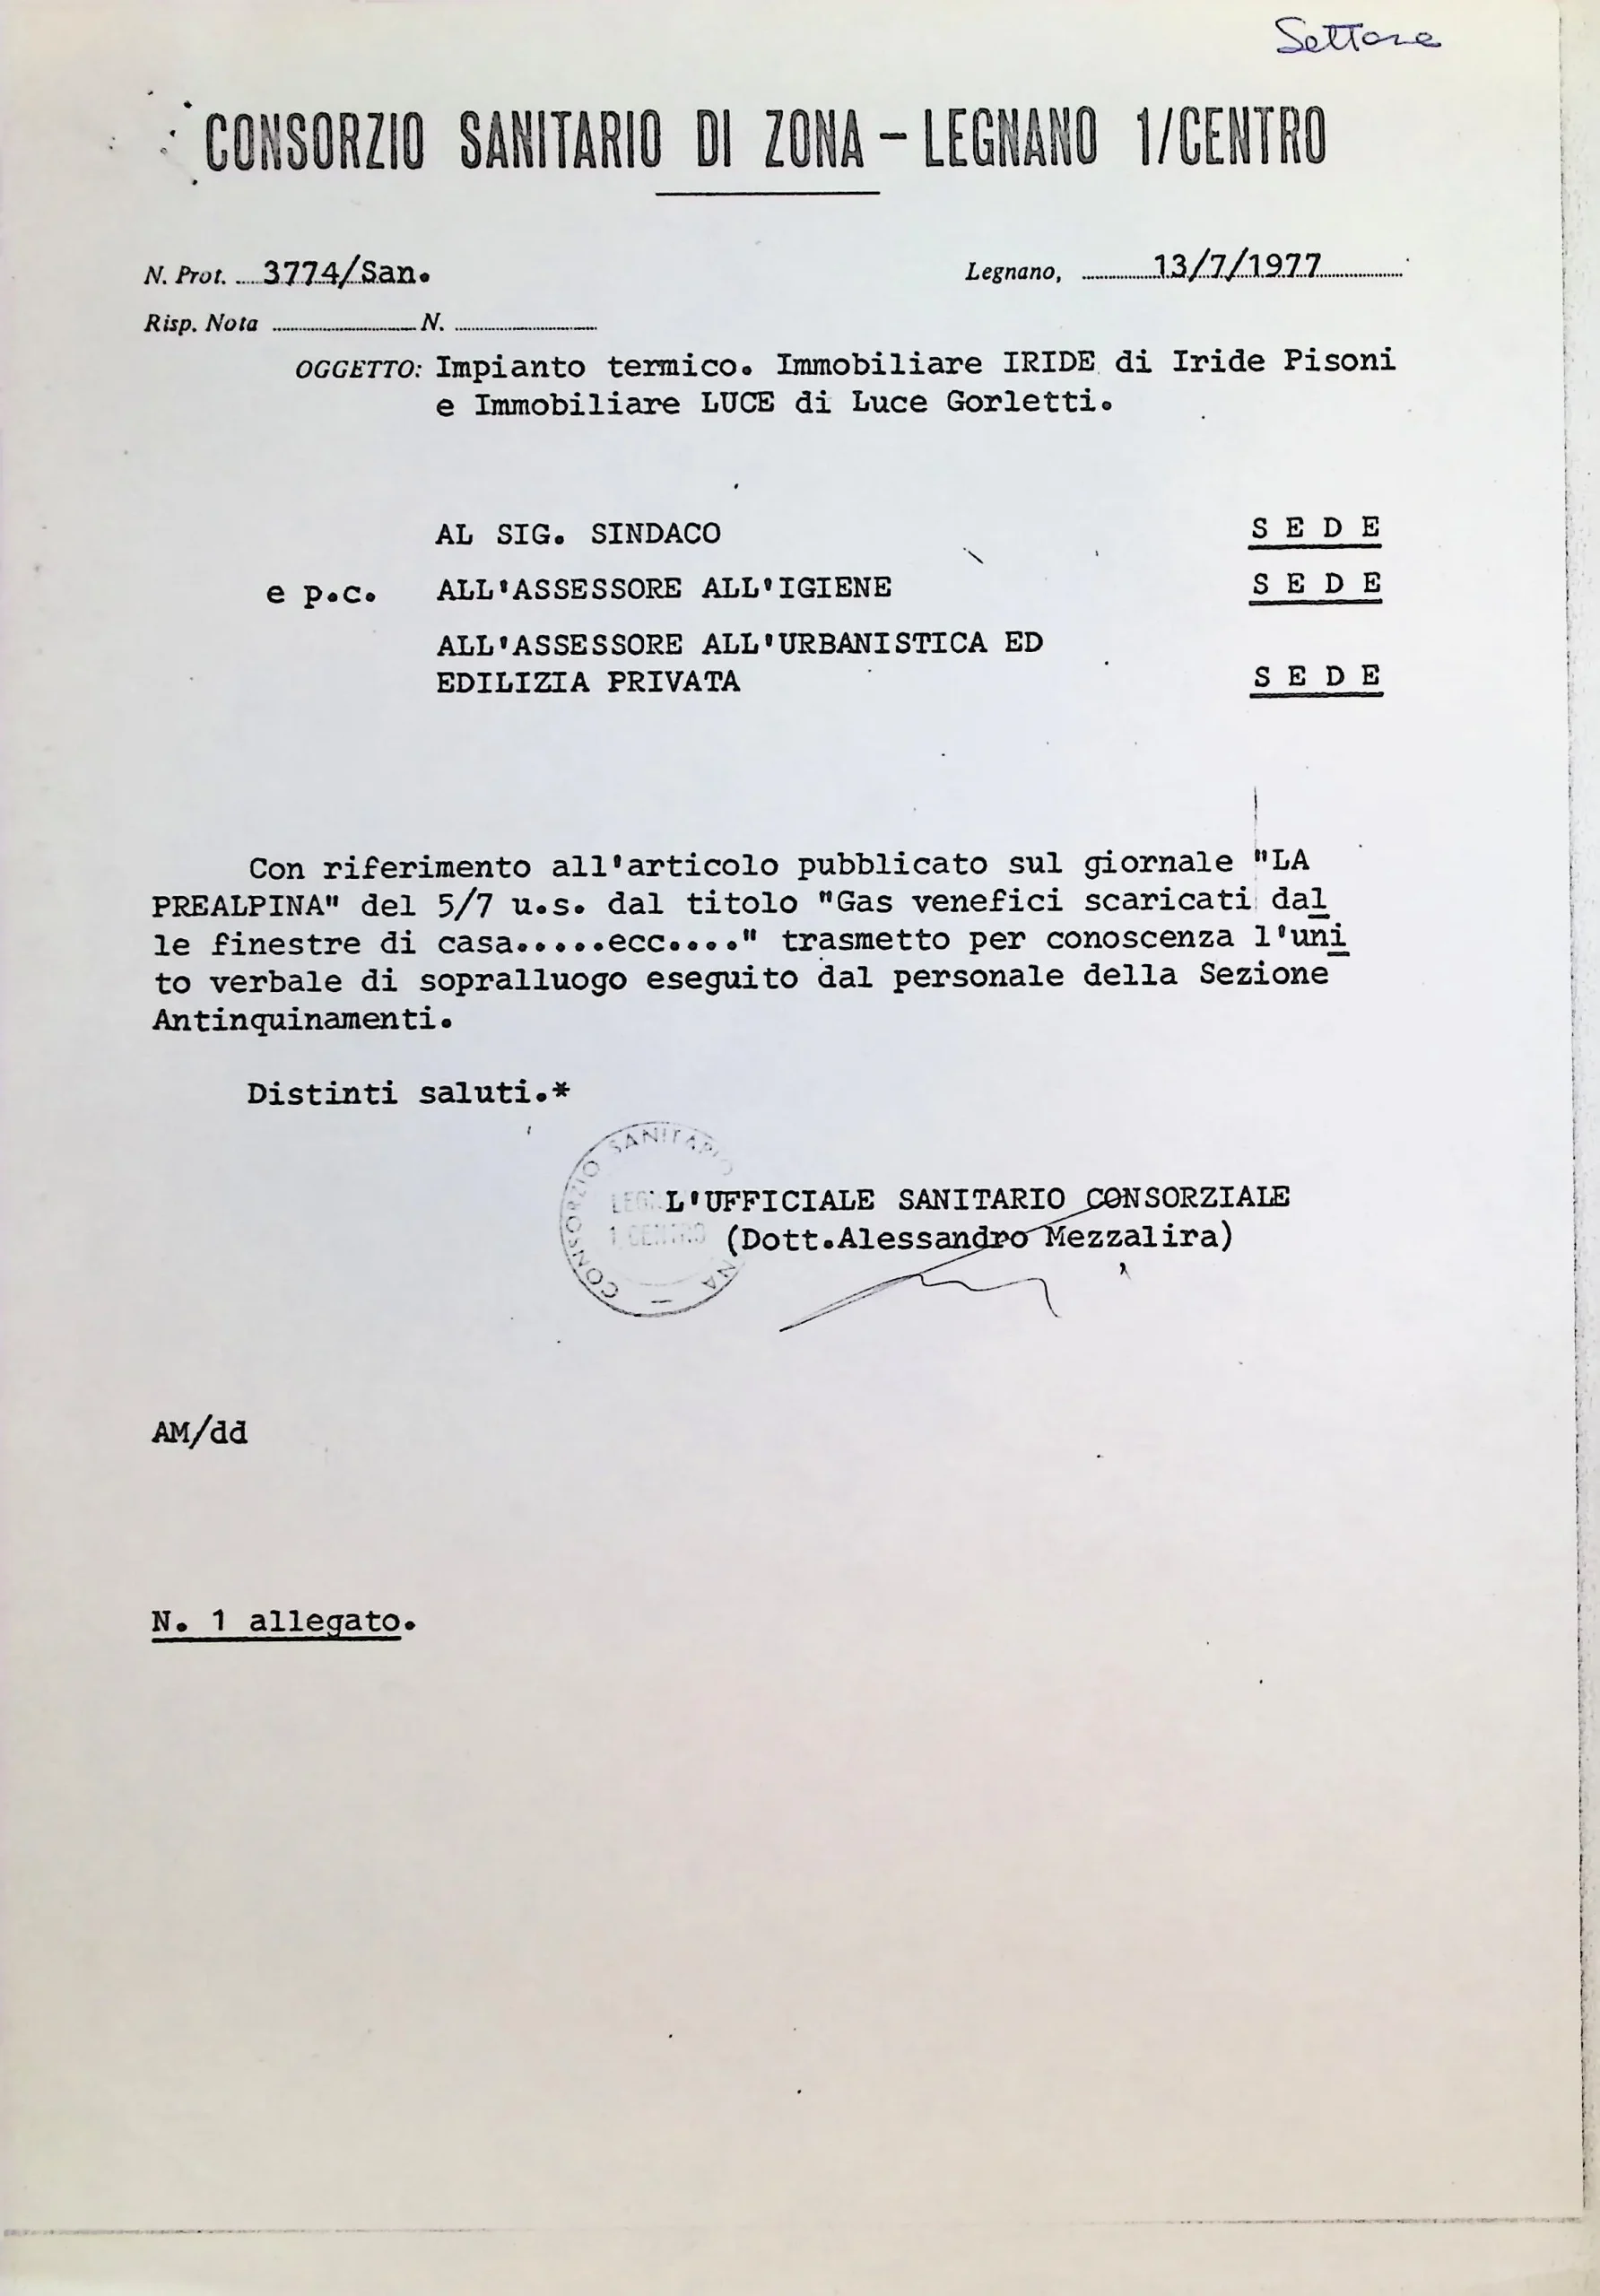 Settore
CONSORZIO SANITARIO DI ZONA – LEGNANO 1/CENTRO
N. Prot. 3774/San. Legnano, 13/7/1977
Risp. Nota N.
OGGETTO: Impianto termico. Immobiliare IRIDE di Iride Pisoni
e Immobiliare LUCE di Luce Gorletti.
AL SIG. SINDACO S E D E
e p.c. ALL'ASSESSORE ALL'IGIENE S E D E
ALL'ASSESSORE ALL'URBANISTICA ED
EDILIZIA PRIVATA S E D E
Con riferimento all'articolo pubblicato sul giornale "LA
PREALPINA" del 5/7 u.s. dal titolo "Gas venefici scaricati dal
le finestre di casa.....ecc...." trasmetto per conoscenza l'uni
to verbale di sopralluogo eseguito dal personale della Sezione
Antinquinamenti.
Distinti saluti.*
CONSORZIO SANITARIO
1 CENTRO
L'UFFICIALE SANITARIO CONSORZIALE
(Dott.Alessandro Mezzalira)
AM/dd
N. 1 allegato.